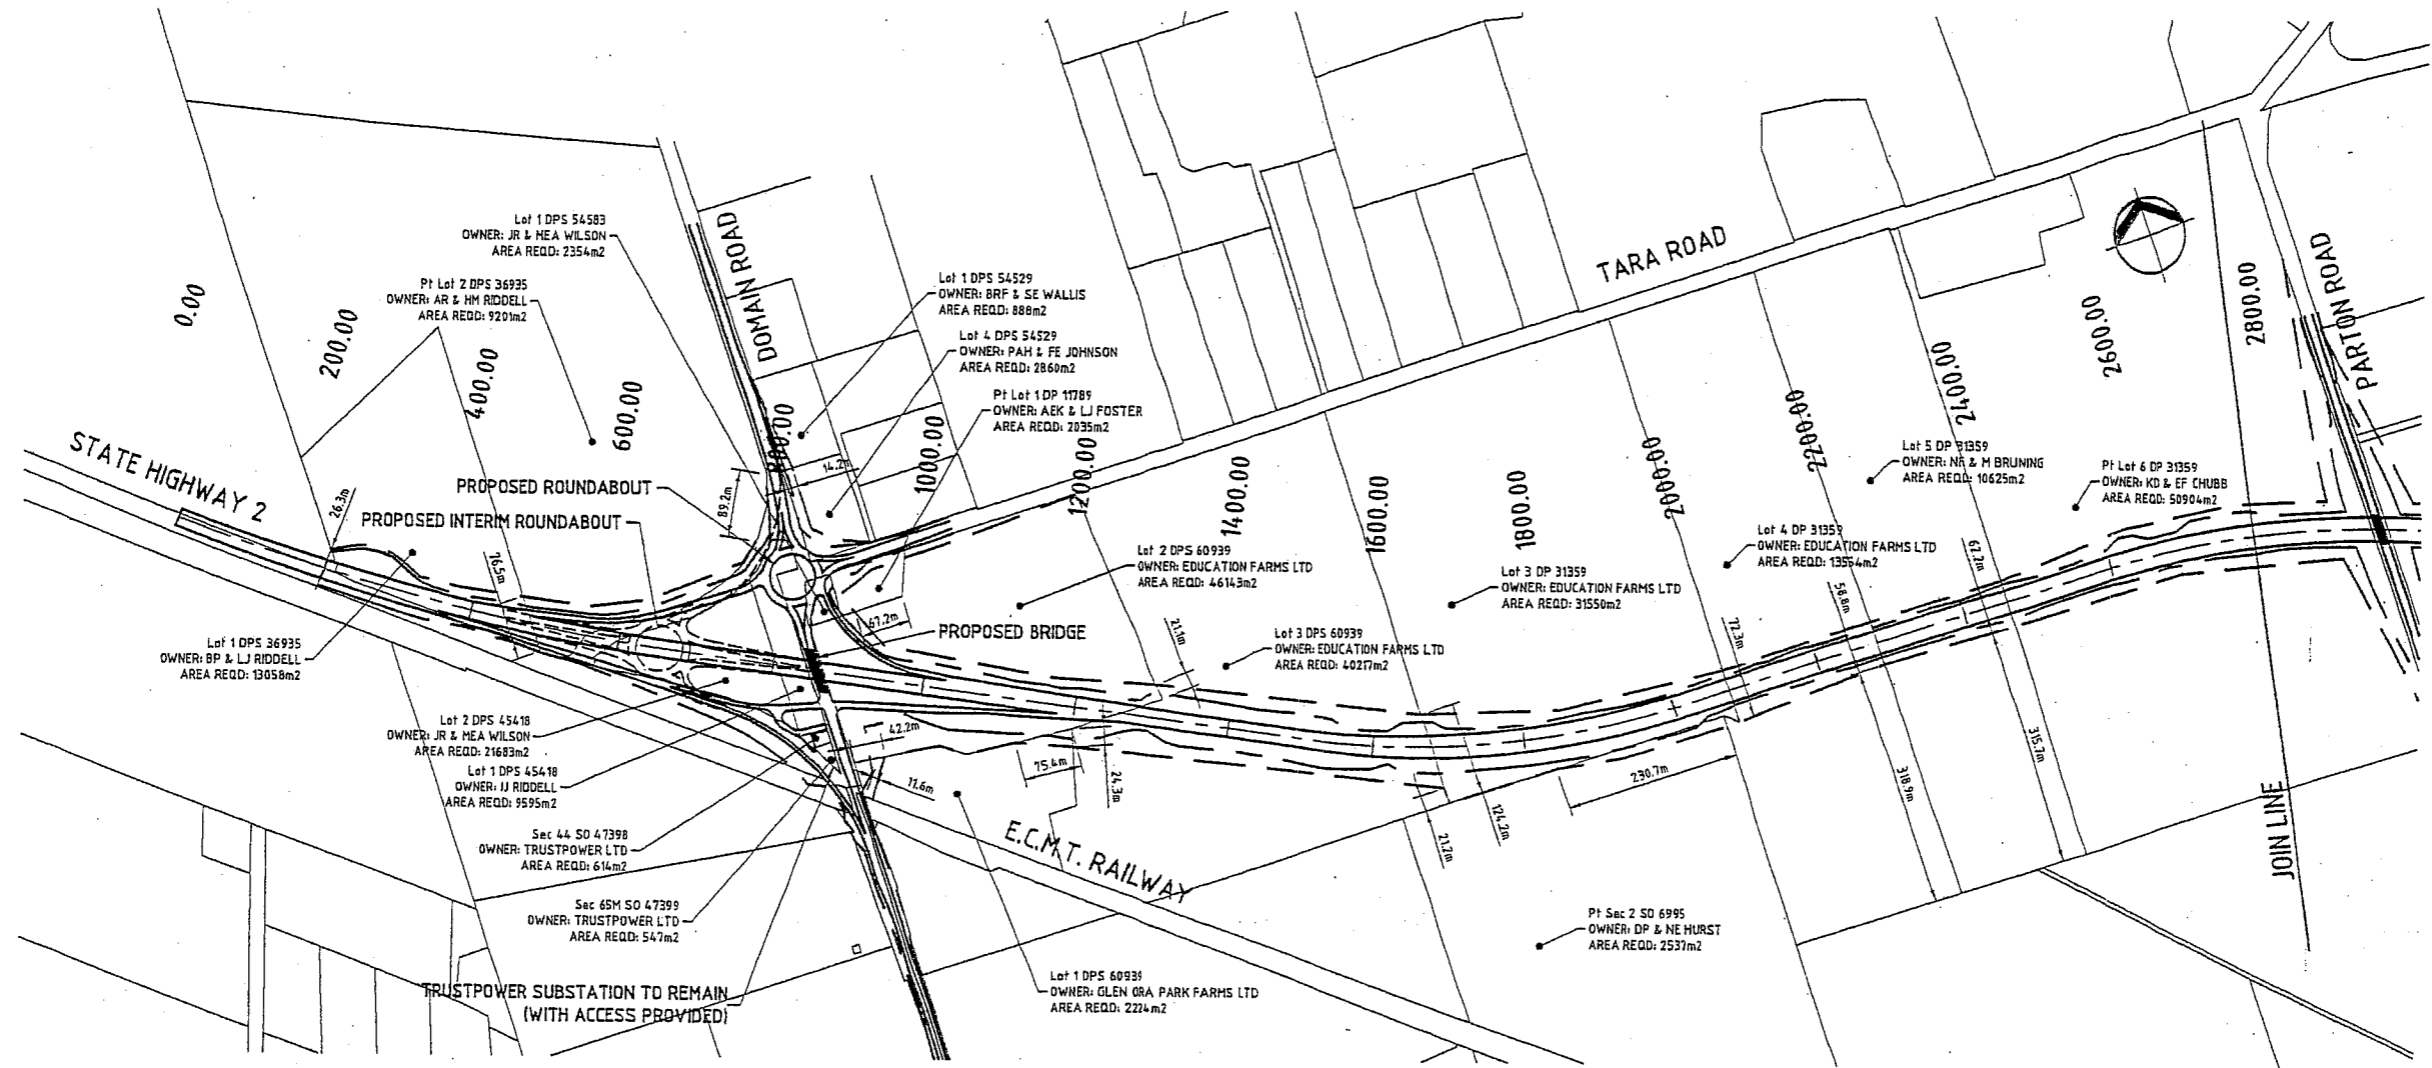 Lot 1 DPS 54583
OWNER: JR & MEA WILSON
AREA REQD: 2354m2
Pt Lot 2 DPS 36935
OWNER: AR & HM RIDDELL
AREA REQD: 9201m2
Lot 1 DPS 54529
OWNER: BRF & SE WALLIS
AREA REQD: 888m2
Lot 4 DPS 54529
OWNER: PAH & FE JOHNSON
AREA REQD: 2860m2
Pt Lot 1 DP 11789
OWNER: AEK & LJ FOSTER
AREA REQD: 2035m2
DOMAIN ROAD
TARA ROAD
PARTON ROAD
STATE HIGHWAY 2
0.00
200.00
400.00
600.00
800.00
1000.00
1200.00
1400.00
1600.00
1800.00
2000.00
2200.00
2400.00
2600.00
2800.00
PROPOSED ROUNDABOUT
PROPOSED INTERIM ROUNDABOUT
26.3m
76.5m
89.2m
67.2m
PROPOSED BRIDGE
Lot 2 DPS 60939
OWNER: EDUCATION FARMS LTD
AREA REQD: 46143m2
Lot 3 DPS 60939
OWNER: EDUCATION FARMS LTD
AREA REQD: 40217m2
Lot 3 DP 31359
OWNER: EDUCATION FARMS LTD
AREA REQD: 31550m2
Lot 4 DP 31359
OWNER: EDUCATION FARMS LTD
AREA REQD: 13554m2
Lot 5 DP 31359
OWNER: NA & M BRUNING
AREA REQD: 10625m2
Pt Lot 6 DP 31359
OWNER: KD & EF CHUBB
AREA REQD: 50904m2
21.1m
72.3m
58.8m
62.2m
Lot 1 DPS 36935
OWNER: BP & LJ RIDDELL
AREA REQD: 13058m2
Lot 2 DPS 45418
OWNER: JR & MEA WILSON
AREA REQD: 21683m2
Lot 1 DPS 45418
OWNER: IJ RIDDELL
AREA REQD: 9595m2
Sec 44 SO 47398
OWNER: TRUSTPOWER LTD
AREA REQD: 614m2
Sec 65M SO 47399
OWNER: TRUSTPOWER LTD
AREA REQD: 547m2
42.2m
11.6m
75.4m
24.3m
21.2m
124.2m
230.7m
318.9m
315.7m
E.C.M.T. RAILWAY
JOIN LINE
TRUSTPOWER SUBSTATION TO REMAIN
(WITH ACCESS PROVIDED)
Lot 1 DPS 60939
OWNER: GLEN ORA PARK FARMS LTD
AREA REQD: 2224m2
Pt Sec 2 SO 6995
OWNER: DP & NE HURST
AREA REQD: 2537m2